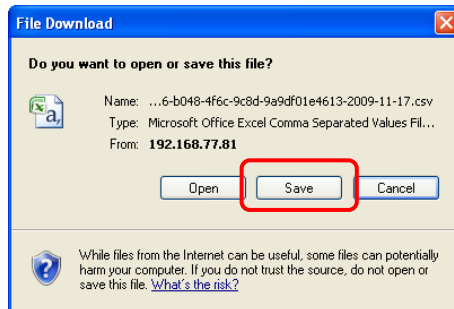 File Download
Do you want to open or save this file?
Name: ...6-b048-4f6c-9c8d-9a9df01e4613-2009-11-17.csv
Type: Microsoft Office Excel Comma Separated Values Fil...
From: 192.168.77.81
Open Save Cancel
While files from the Internet can be useful, some files can potentially
harm your computer. If you do not trust the source, do not open or
save this file. What's the risk?